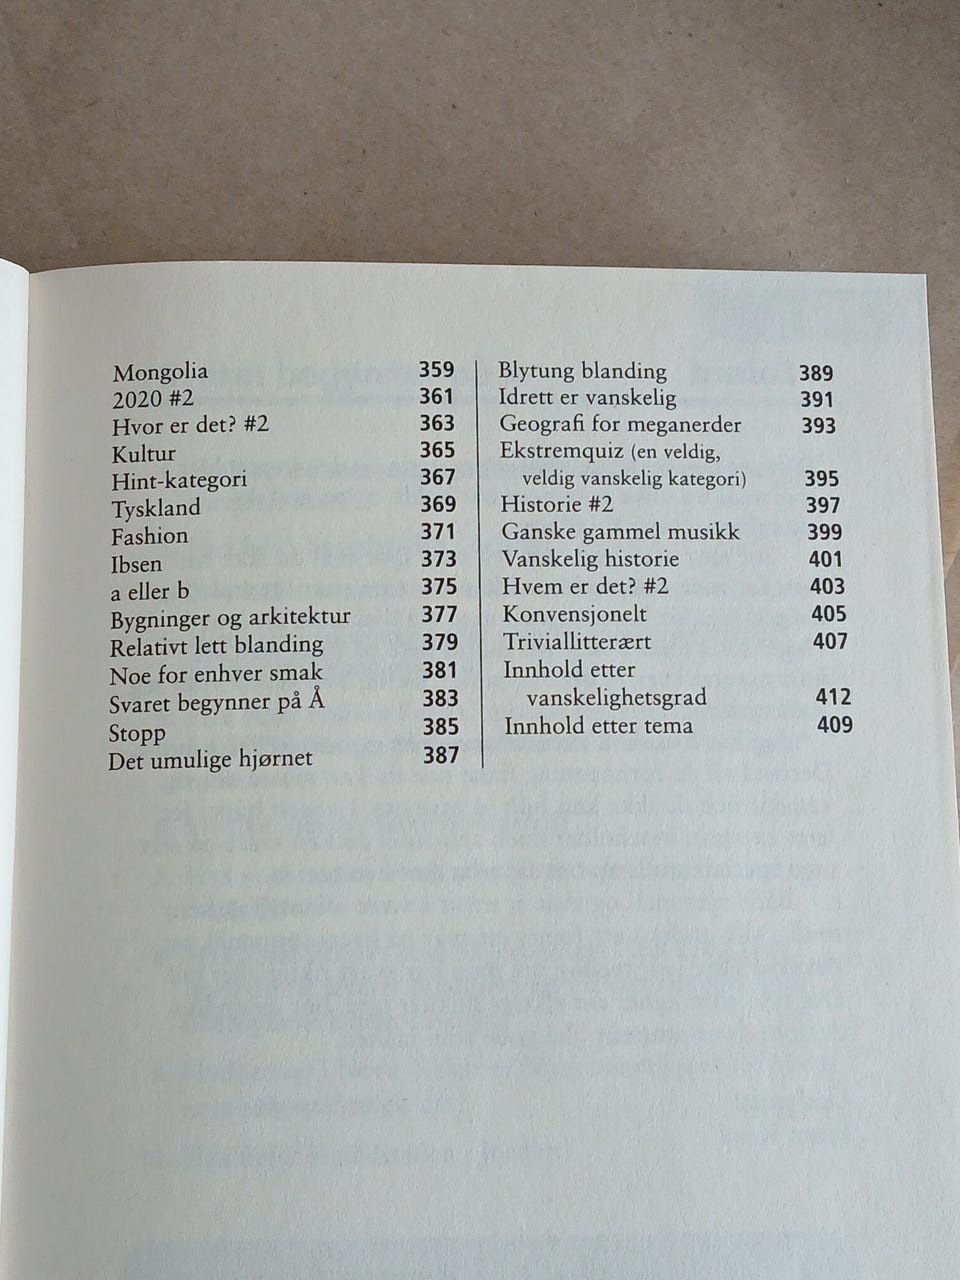 Mongolia 359
2020 #2 361
Hvor er det? #2 363
Kultur 365
Hint-kategori 367
Tyskland 369
Fashion 371
Ibsen 373
a eller b 375
Bygninger og arkitektur 377
Relativt lett blanding 379
Noe for enhver smak 381
Svaret begynner på Å 383
Stopp 385
Det umulige hjørnet 387
Blytung blanding 389
Idrett er vanskelig 391
Geografi for meganerder 393
Ekstremquiz (en veldig,
veldig vanskelig kategori) 395
Historie #2 397
Ganske gammel musikk 399
Vanskelig historie 401
Hvem er det? #2 403
Konvensjonelt 405
Triviallitterært 407
Innhold etter
vanskelighetsgrad 412
Innhold etter tema 409